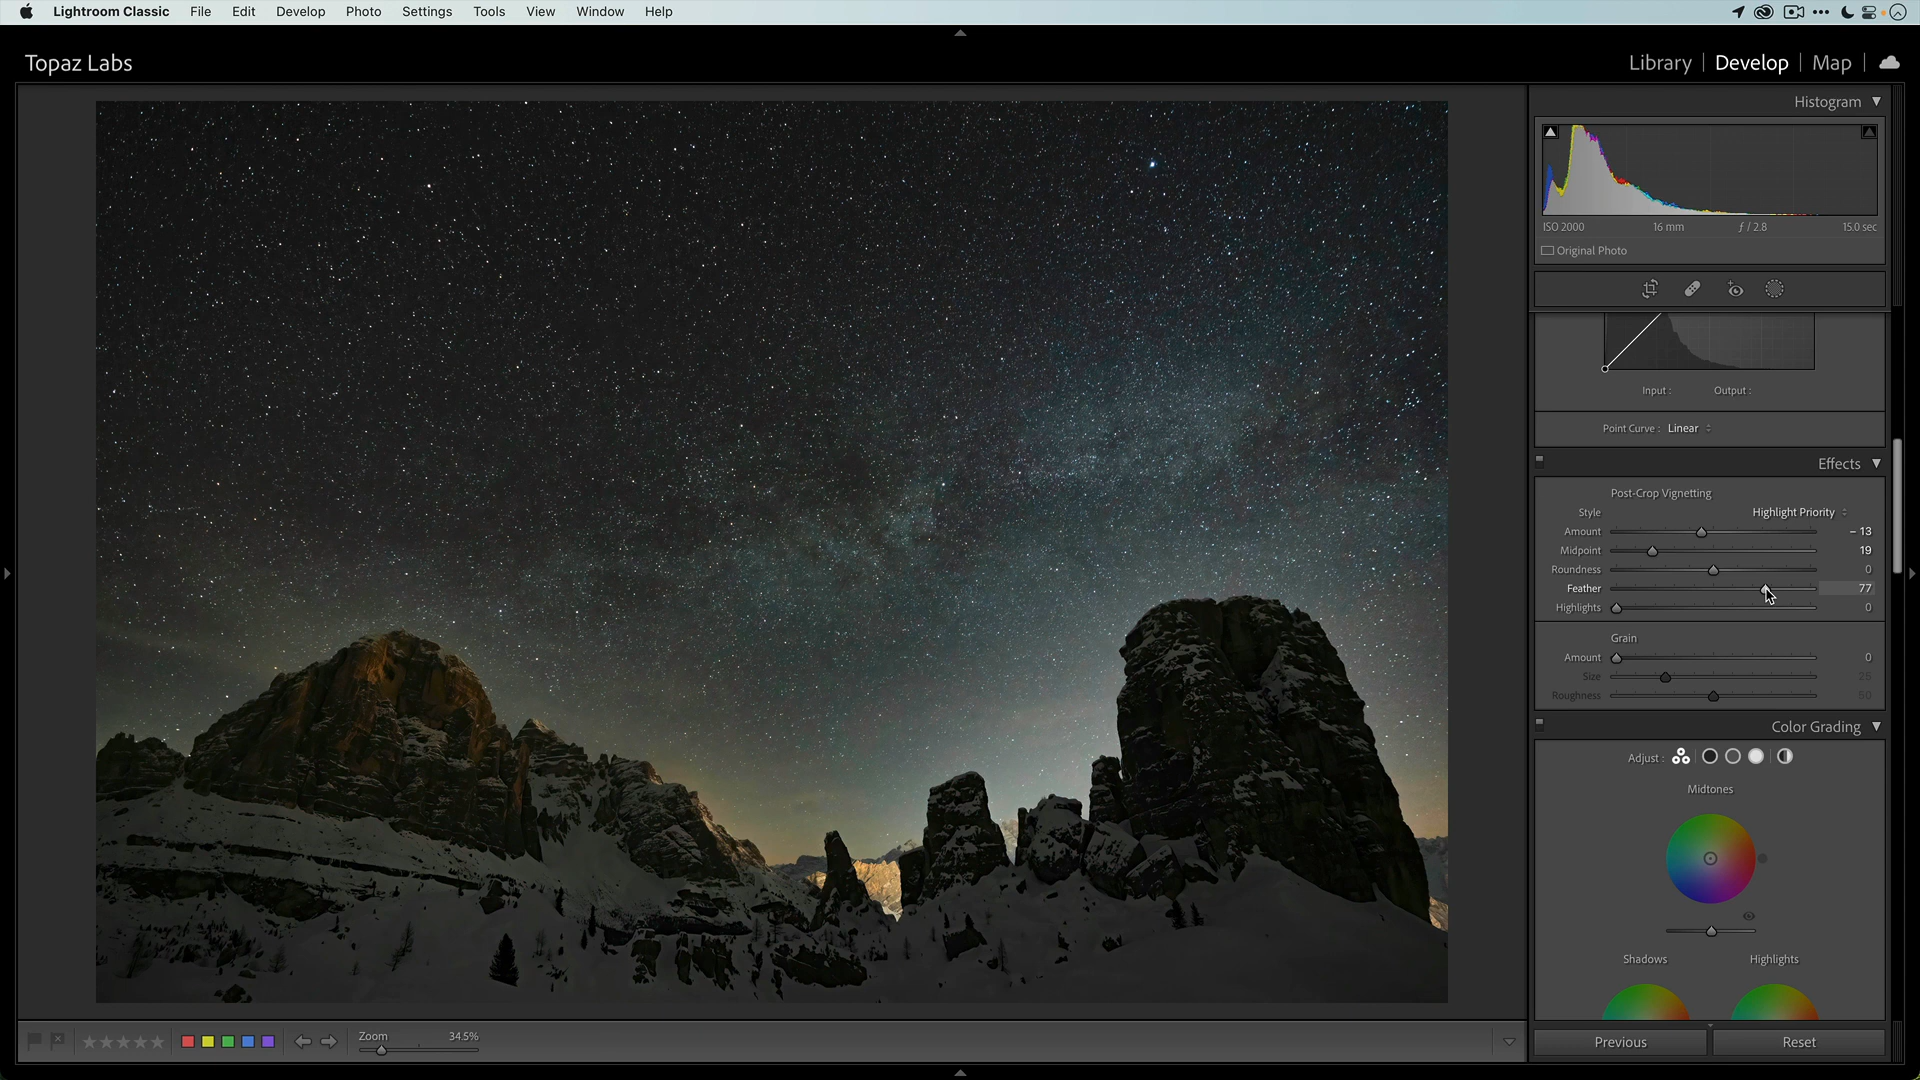 Lightroom Classic File Edit Develop Photo Settings Tools View Window Help
Topaz Labs
Library | Develop | Map
Histogram
ISO 2000 16 mm ƒ / 2.8 15.0 sec
Original Photo
Input : Output :
Point Curve : Linear
Effects
Post-Crop Vignetting
Style Highlight Priority
Amount – 13
Midpoint 19
Roundness 0
Feather 77
Highlights 0
Grain
Amount 0
Size 25
Roughness 50
Color Grading
Adjust :
Midtones
Shadows Highlights
Zoom 34.5%
Previous Reset